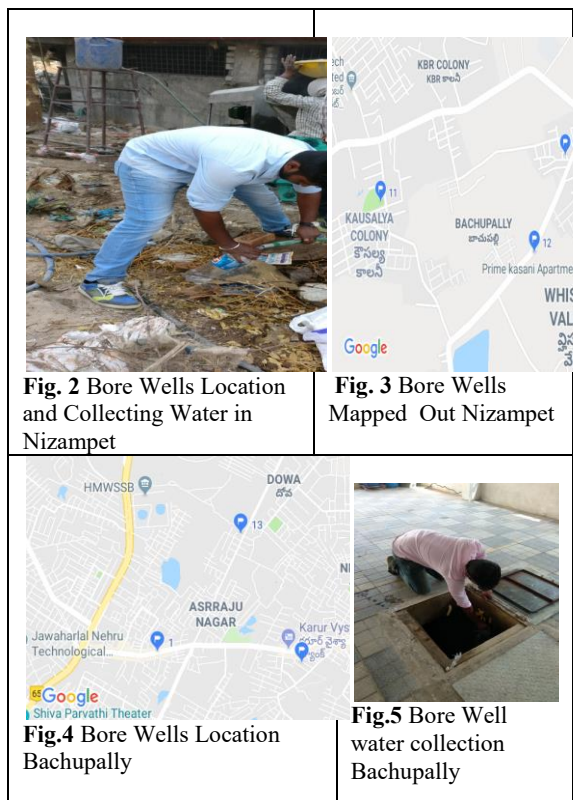 Fig. 2 Bore Wells Location
and Collecting Water in
Nizampet
KBR COLONY
KBR కాలనీ
11
KAUSALYA
COLONY
కౌసల్య
కాలనీ
BACHUPALLY
బాచుపల్లి
12
Prime kasani Apartme
WHIS
VAL
Google
Fig. 3 Bore Wells
Mapped Out Nizampet
HMWSSB
DOWA
దోవ
13
ASRRAJU
NAGAR
Karur Vys
Jawaharlal Nehru
Technological...
1
65
Google
Shiva Parvathi Theater
Fig.4 Bore Wells Location
Bachupally
Fig.5 Bore Well
water collection
Bachupally